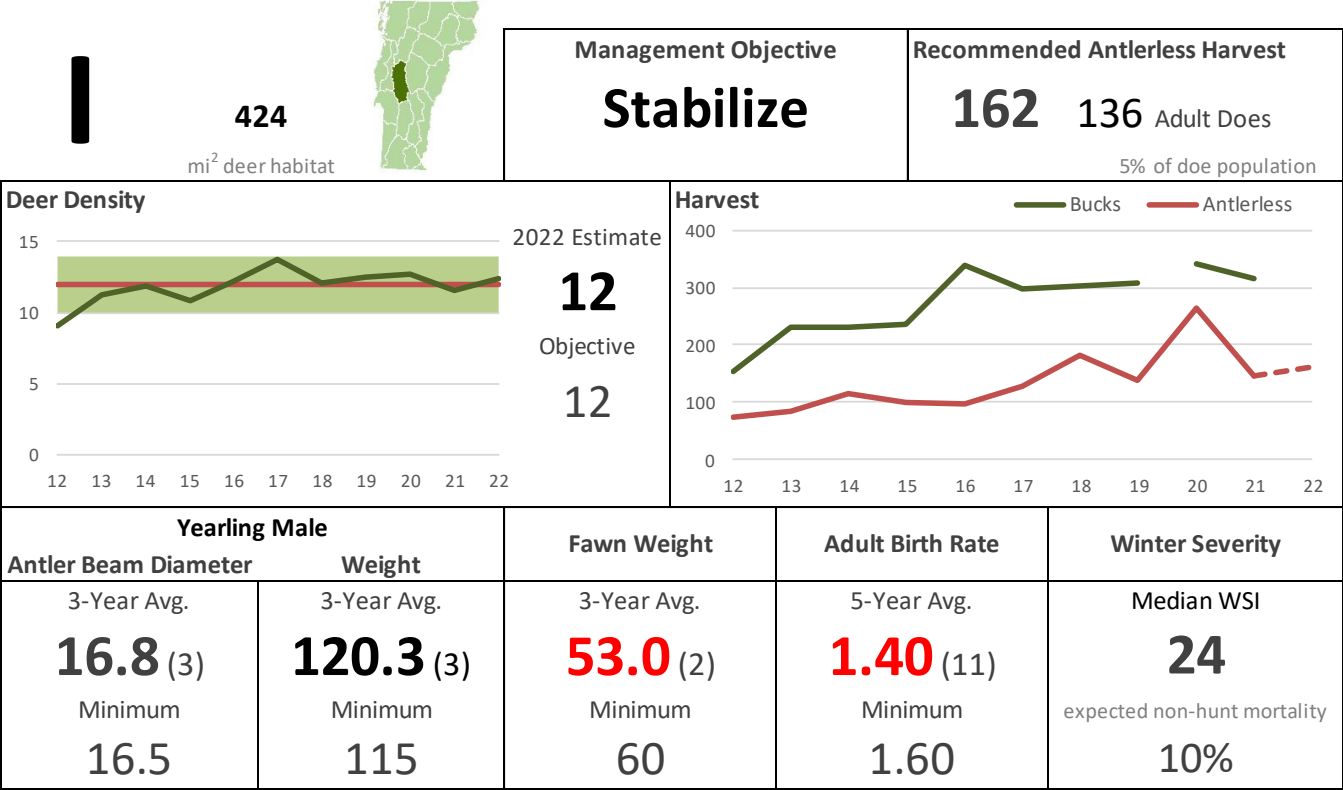 I
424
mi² deer habitat
Management Objective
Stabilize
Recommended Antlerless Harvest
162 136 Adult Does
5% of doe population
Deer Density
15
10
5
0
12 13 14 15 16 17 18 19 20 21 22
2022 Estimate
12
Objective
12
Harvest
Bucks Antlerless
400
300
200
100
0
12 13 14 15 16 17 18 19 20 21 22
Yearling Male
Antler Beam Diameter Weight
Fawn Weight
Adult Birth Rate
Winter Severity
3-Year Avg.
16.8 (3)
Minimum
16.5
3-Year Avg.
120.3 (3)
Minimum
115
3-Year Avg.
53.0 (2)
Minimum
60
5-Year Avg.
1.40 (11)
Minimum
1.60
Median WSI
24
expected non-hunt mortality
10%